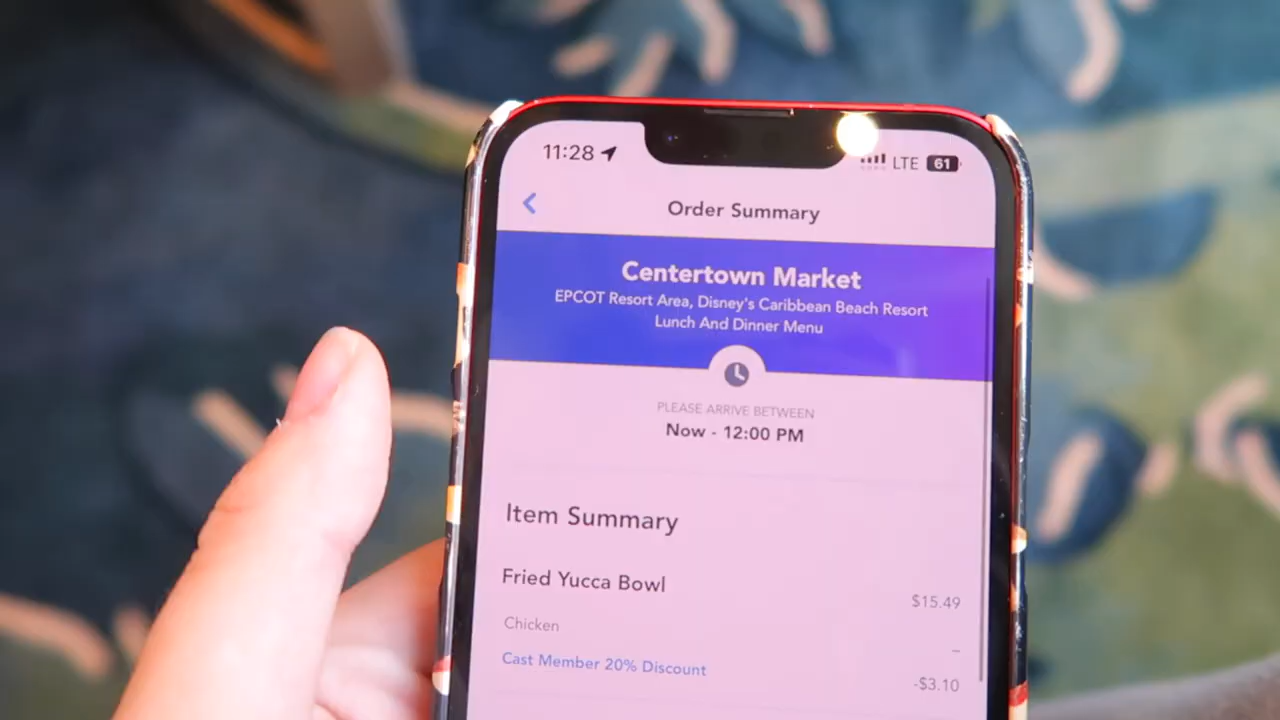 11:28 LTE 61
Order Summary
Centertown Market
EPCOT Resort Area, Disney's Caribbean Beach Resort
Lunch And Dinner Menu
PLEASE ARRIVE BETWEEN
Now - 12:00 PM
Item Summary
Fried Yucca Bowl
$15.49
Chicken
–
Cast Member 20% Discount
-$3.10